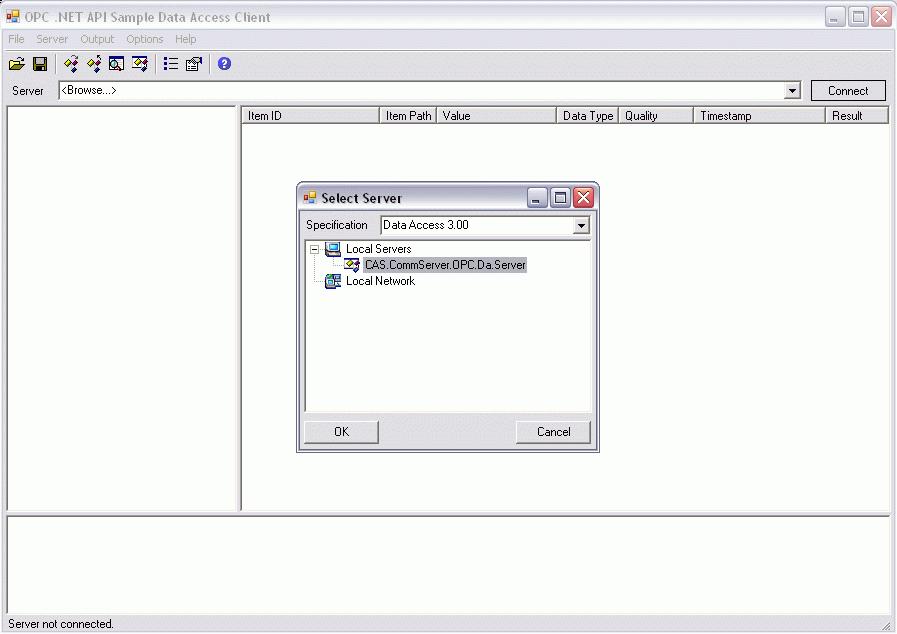 OPC .NET API Sample Data Access Client
File Server Output Options Help
Server <Browse...> Connect
Item ID Item Path Value Data Type Quality Timestamp Result
Select Server
Specification Data Access 3.00
Local Servers
CAS.CommServer.OPC.Da.Server
Local Network
OK Cancel
Server not connected.